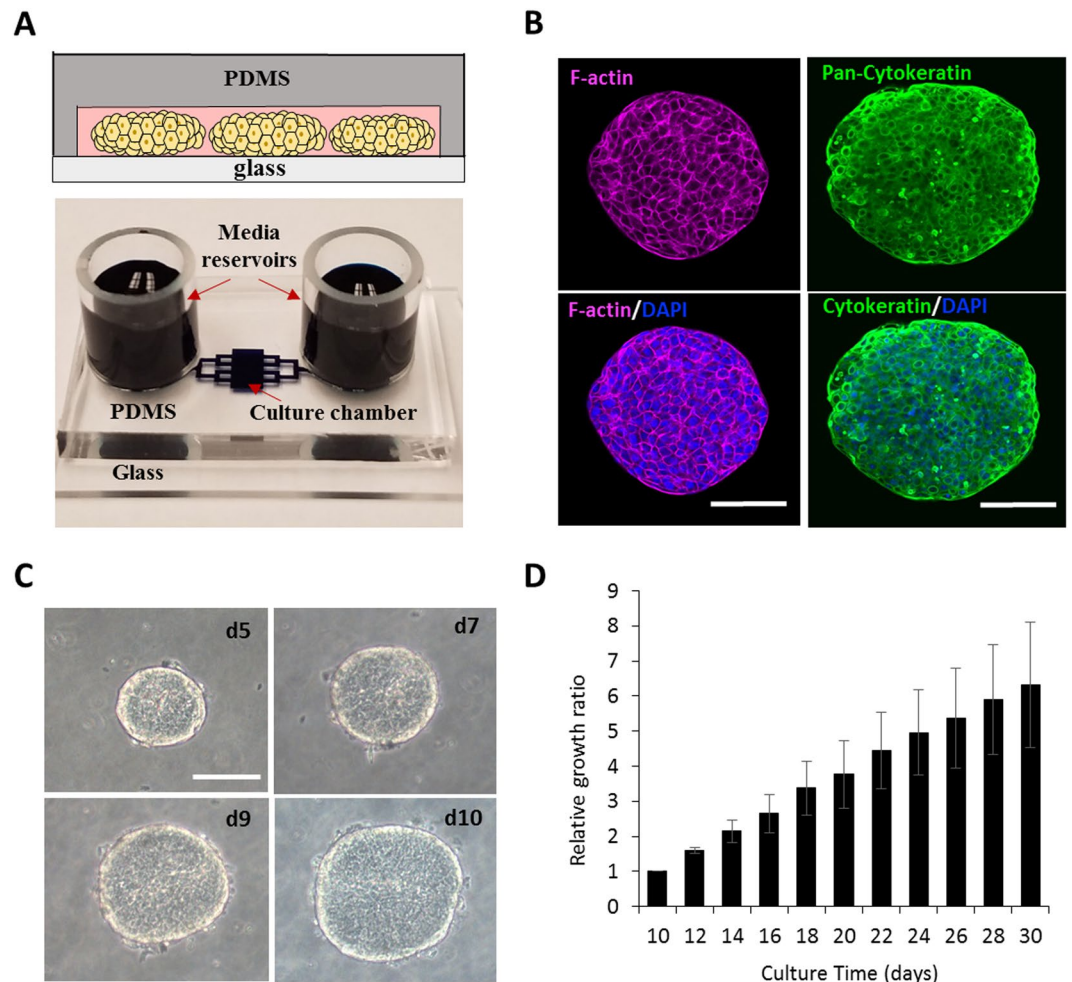 A
PDMS
glass
Media
reservoirs
PDMS
Culture chamber
Glass
B
F-actin
Pan-Cytokeratin
F-actin/DAPI
Cytokeratin/DAPI
C
d5
d7
d9
d10
D
Relative growth ratio
9
8
7
6
5
4
3
2
1
0
10 12 14 16 18 20 22 24 26 28 30
Culture Time (days)